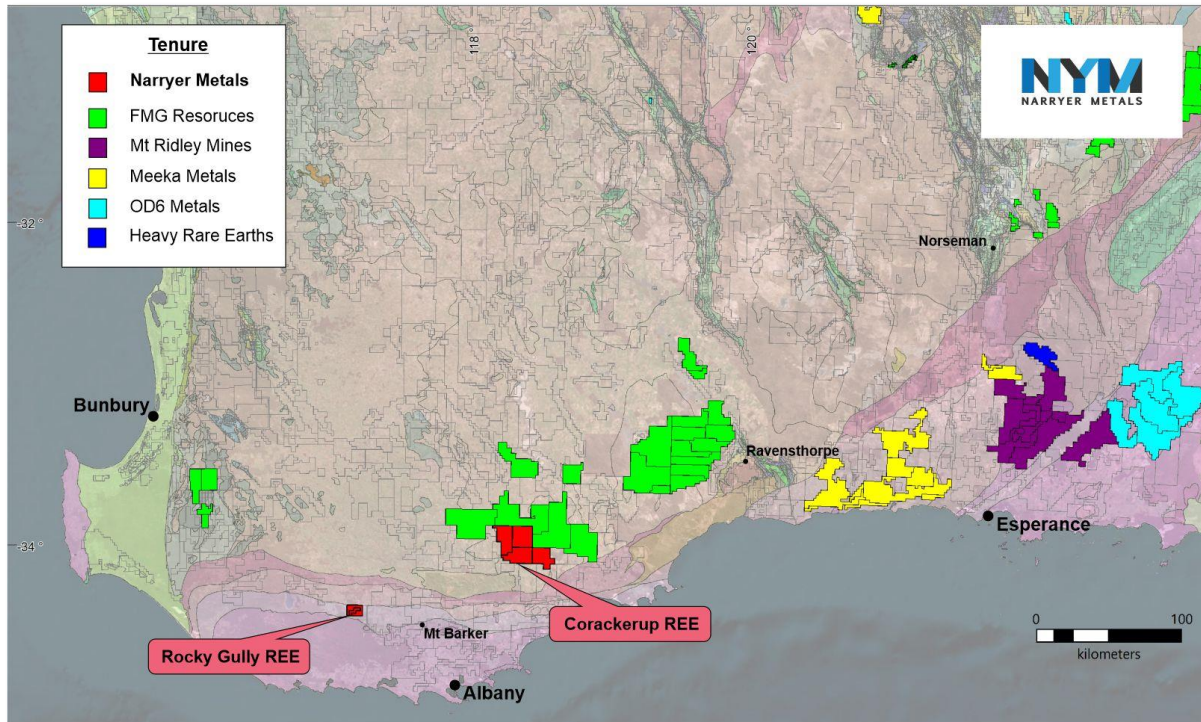 Tenure
Narryer Metals
FMG Resoruces
Mt Ridley Mines
Meeka Metals
OD6 Metals
Heavy Rare Earths
118
120
NYM
NARRYER METALS
-32°
-34°
Norseman
Bunbury
Ravensthorpe
Esperance
Corackerup REE
Rocky Gully REE
Mt Barker
Albany
0 100
kilometers